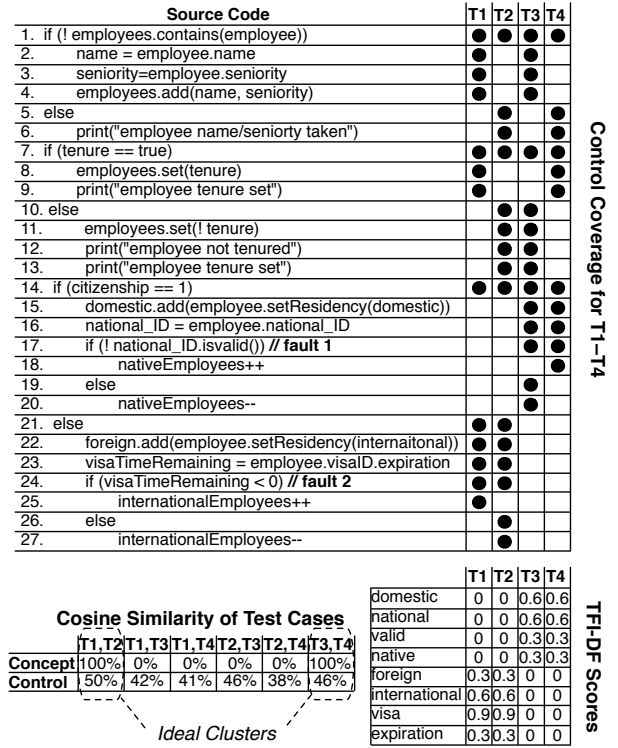 Source Code T1 T2 T3 T4
1. if (! employees.contains(employee)) ● ● ● ●
2. name = employee.name ● ●
3. seniority=employee.seniority ● ●
4. employees.add(name, seniority) ● ●
5. else ● ●
6. print("employee name/seniorty taken") ● ●
7. if (tenure == true) ● ● ● ●
8. employees.set(tenure) ● ●
9. print("employee tenure set") ● ●
10. else ● ●
11. employees.set(! tenure) ● ●
12. print("employee not tenured") ● ●
13. print("employee tenure set") ● ●
14. if (citizenship == 1) ● ● ● ●
15. domestic.add(employee.setResidency(domestic)) ● ●
16. national_ID = employee.national_ID ● ●
17. if (! national_ID.isvalid()) // fault 1 ● ●
18. nativeEmployees++ ●
19. else ●
20. nativeEmployees-- ●
21. else ● ●
22. foreign.add(employee.setResidency(internaitonal)) ● ●
23. visaTimeRemaining = employee.visaID.expiration ● ●
24. if (visaTimeRemaining < 0) // fault 2 ● ●
25. internationalEmployees++ ●
26. else ●
27. internationalEmployees-- ●
Control Coverage for T1–T4
Cosine Similarity of Test Cases
T1,T2 T1,T3 T1,T4 T2,T3 T2,T4 T3,T4
Concept 100% 0% 0% 0% 0% 100%
Control 50% 42% 41% 46% 38% 46%
Ideal Clusters
T1 T2 T3 T4
domestic 0 0 0.6 0.6
national 0 0 0.6 0.6
valid 0 0 0.3 0.3
native 0 0 0.3 0.3
foreign 0.3 0.3 0 0
international 0.6 0.6 0 0
visa 0.9 0.9 0 0
expiration 0.3 0.3 0 0
TFI-DF Scores